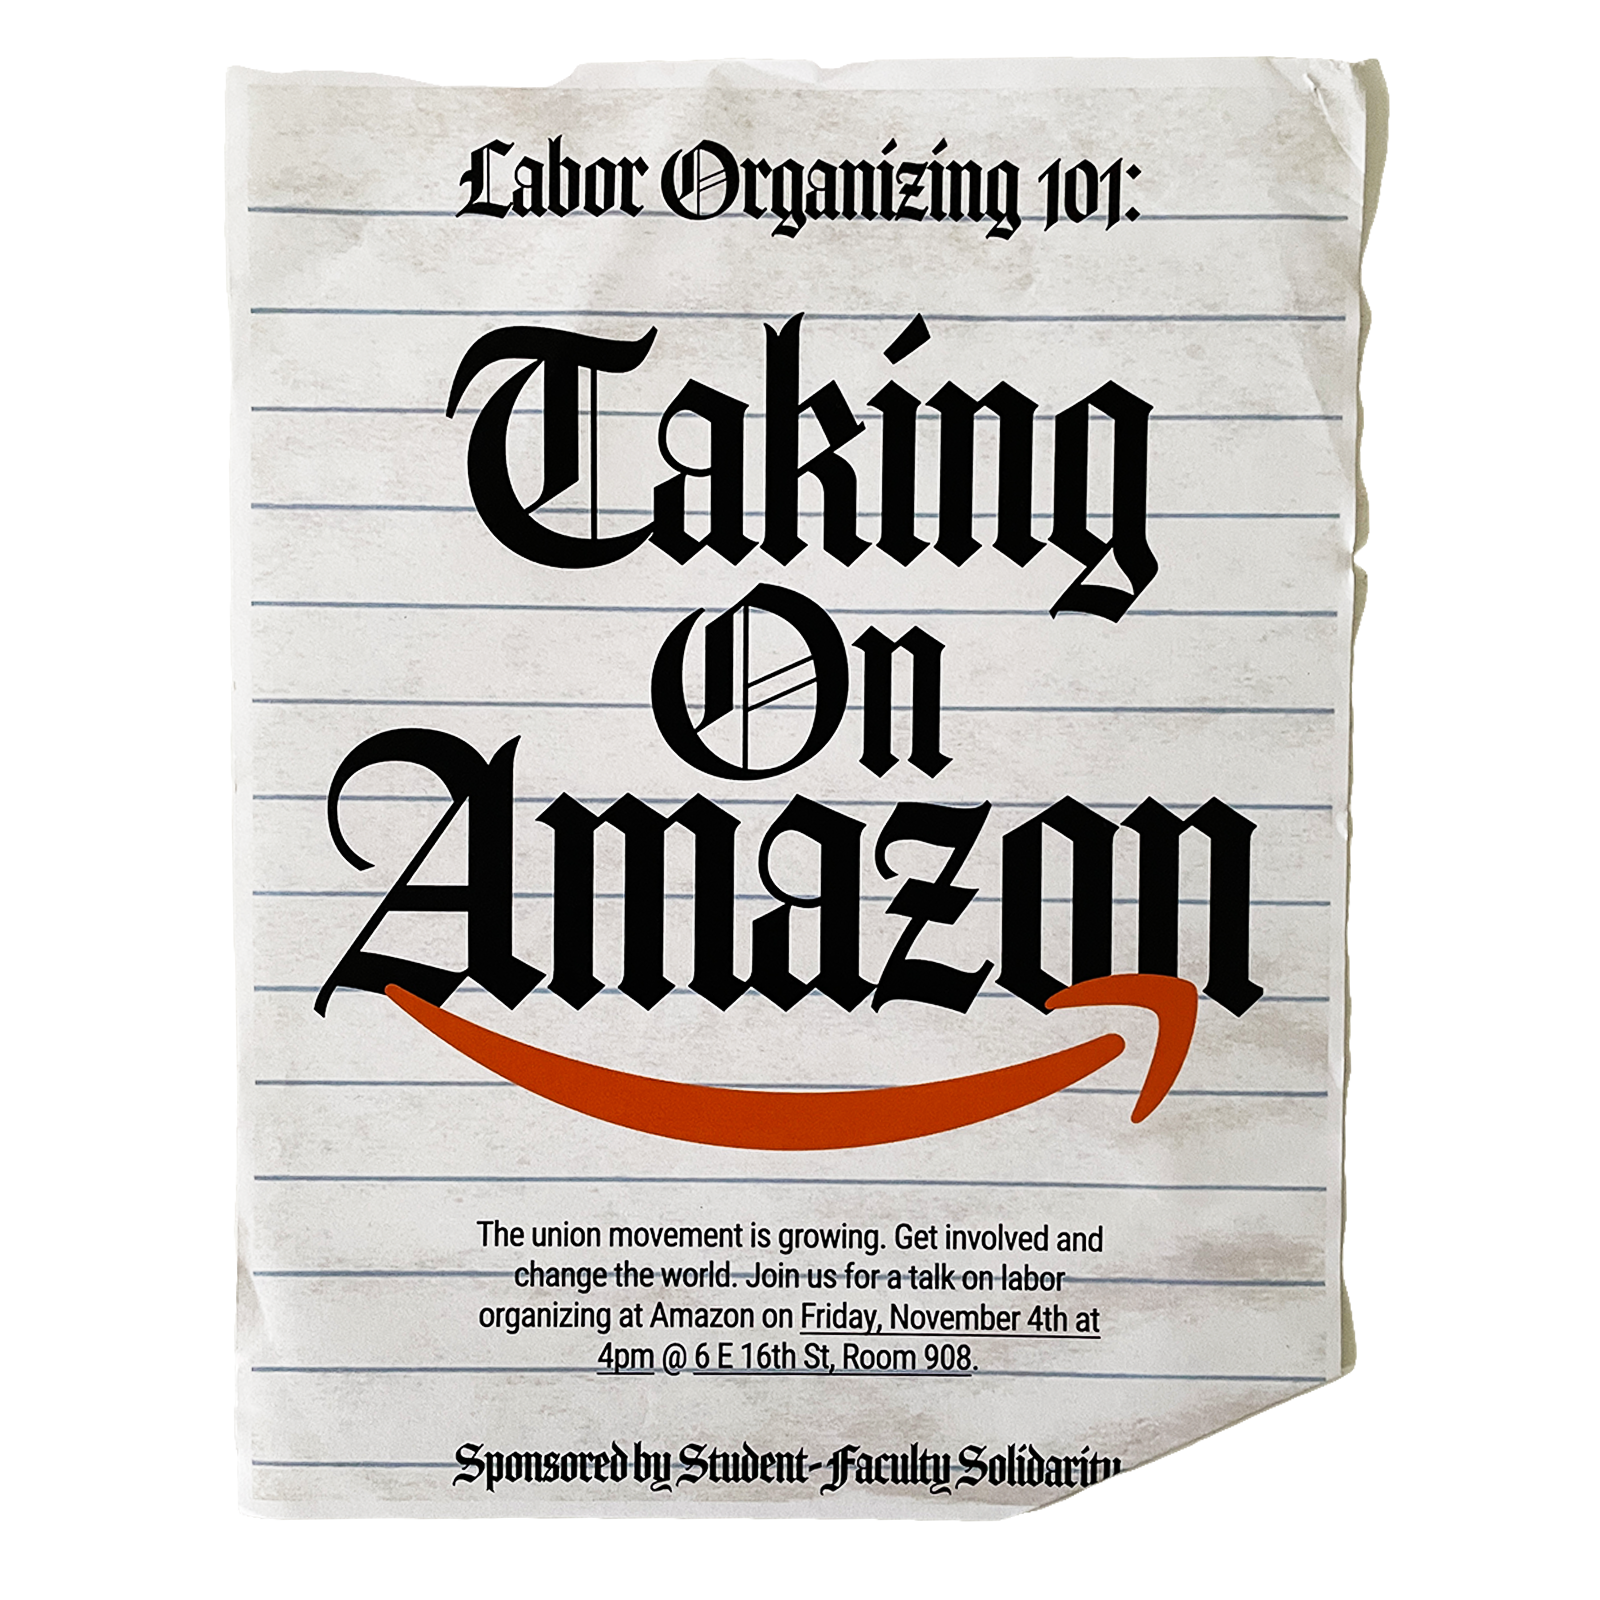 Labor Organizing 101:
Taking
On
Amazon
The union movement is growing. Get involved and
change the world. Join us for a talk on labor
organizing at Amazon on Friday, November 4th at
4pm @ 6 E 16th St, Room 908.
Sponsored by Student-Faculty Solidarity